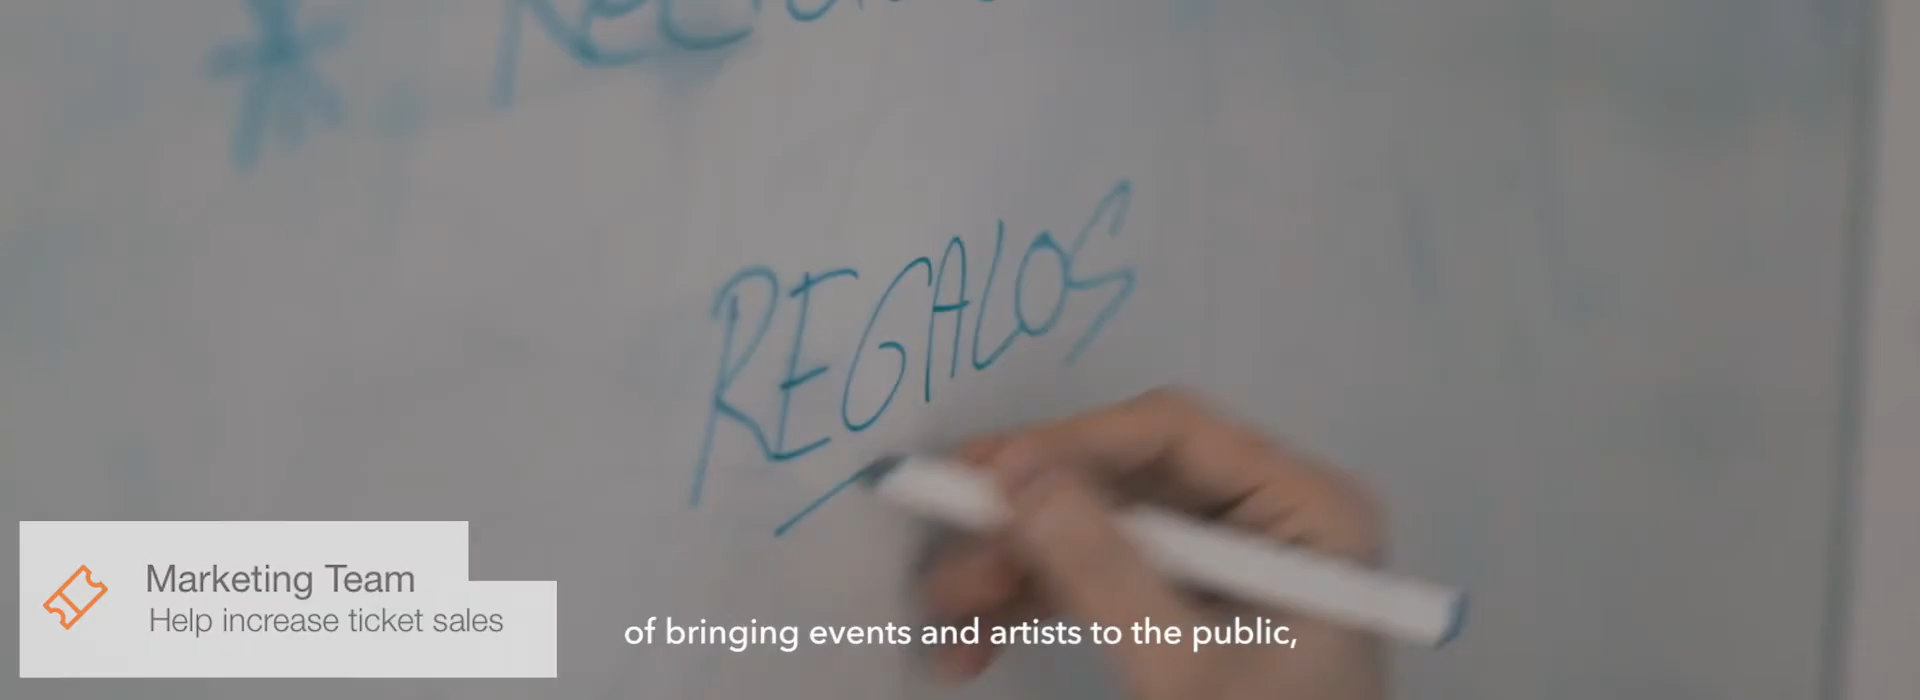 REGALOS
Marketing Team
Help increase ticket sales
of bringing events and artists to the public,